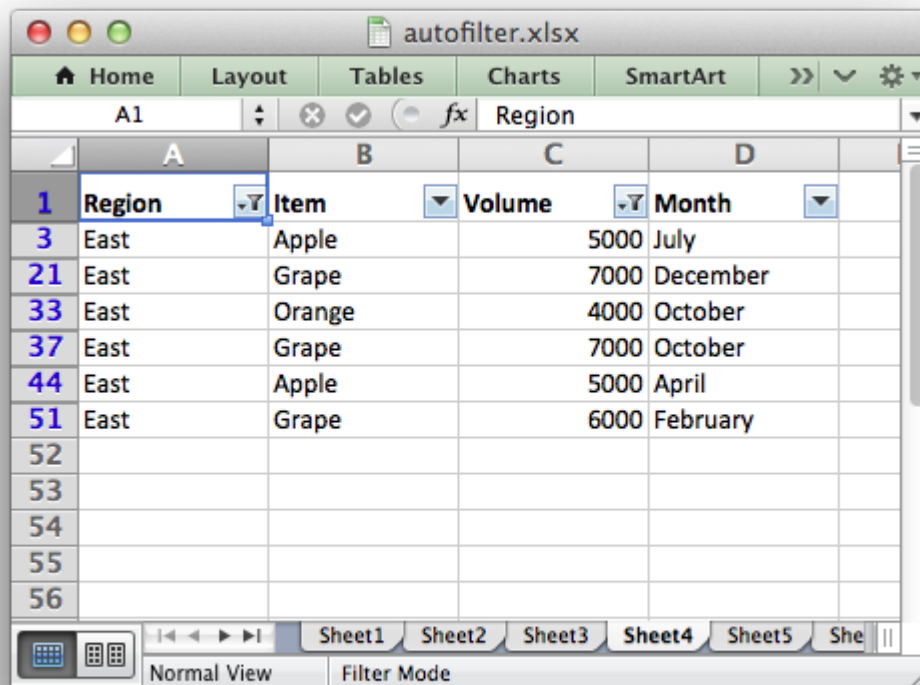 autofilter.xlsx
Home Layout Tables Charts SmartArt
A1 fx Region
A B C D
1 Region Item Volume Month
3 East Apple 5000 July
21 East Grape 7000 December
33 East Orange 4000 October
37 East Grape 7000 October
44 East Apple 5000 April
51 East Grape 6000 February
52
53
54
55
56
Sheet1 Sheet2 Sheet3 Sheet4 Sheet5 She
Normal View Filter Mode